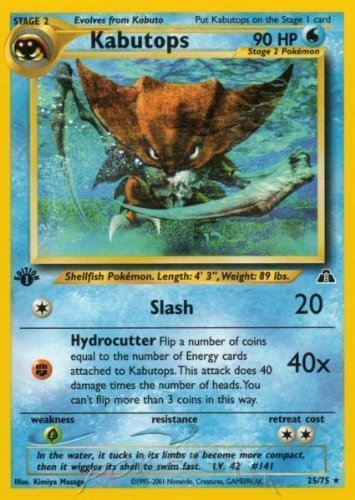 STAGE 2 Evolves from Kabuto Put Kabutops on the Stage 1 card
Kabutops 90 HP
Stage 2 Pokémon
Shellfish Pokémon. Length: 4' 3", Weight: 89 lbs.
EDITION
1
Slash 20
Hydrocutter Flip a number of coins
equal to the number of Energy cards
attached to Kabutops. This attack does 40
damage times the number of heads. You
can't flip more than 3 coins in this way.
40x
weakness resistance retreat cost
In the water, it tucks in its limbs to become more compact,
then it wiggles its shell to swim fast. LV. 42 #141
Illus. Kimiya Masago ©1995-2001 Nintendo, Creatures, GAMEFREAK. 25/75 ★